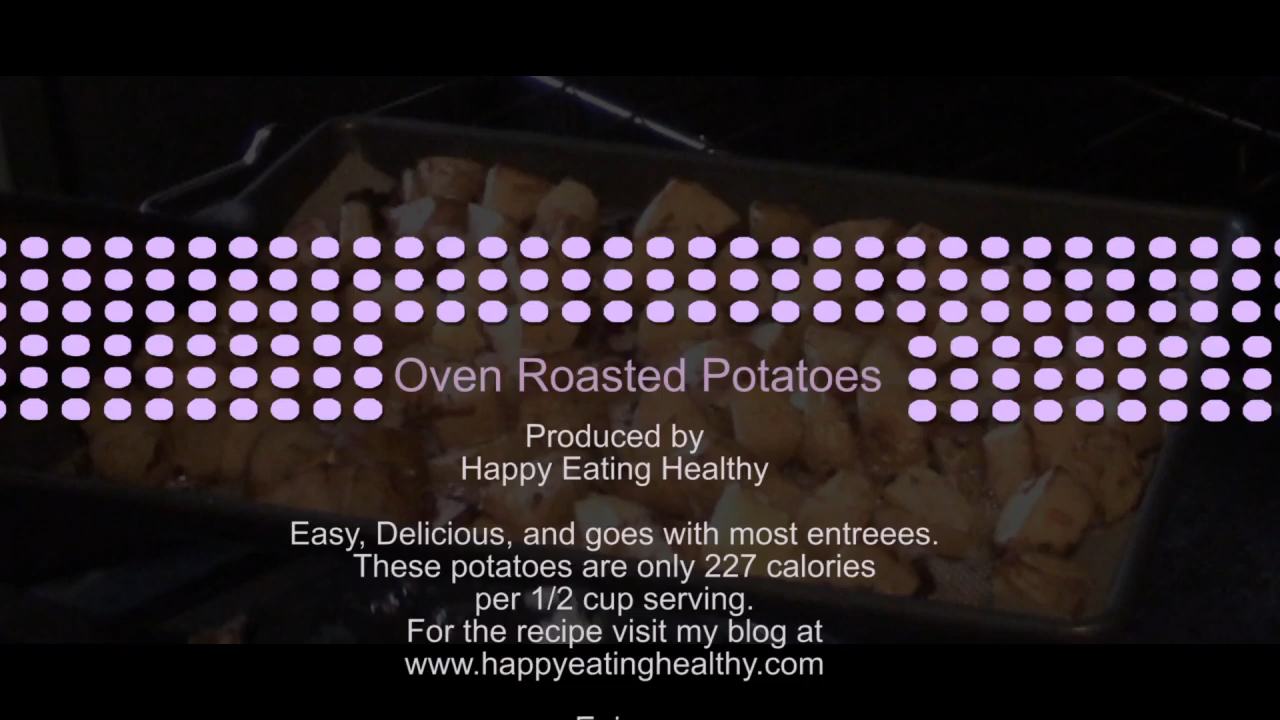 Oven Roasted Potatoes
Produced by
Happy Eating Healthy
Easy, Delicious, and goes with most entreees.
These potatoes are only 227 calories
per 1/2 cup serving.
For the recipe visit my blog at
www.happyeatinghealthy.com